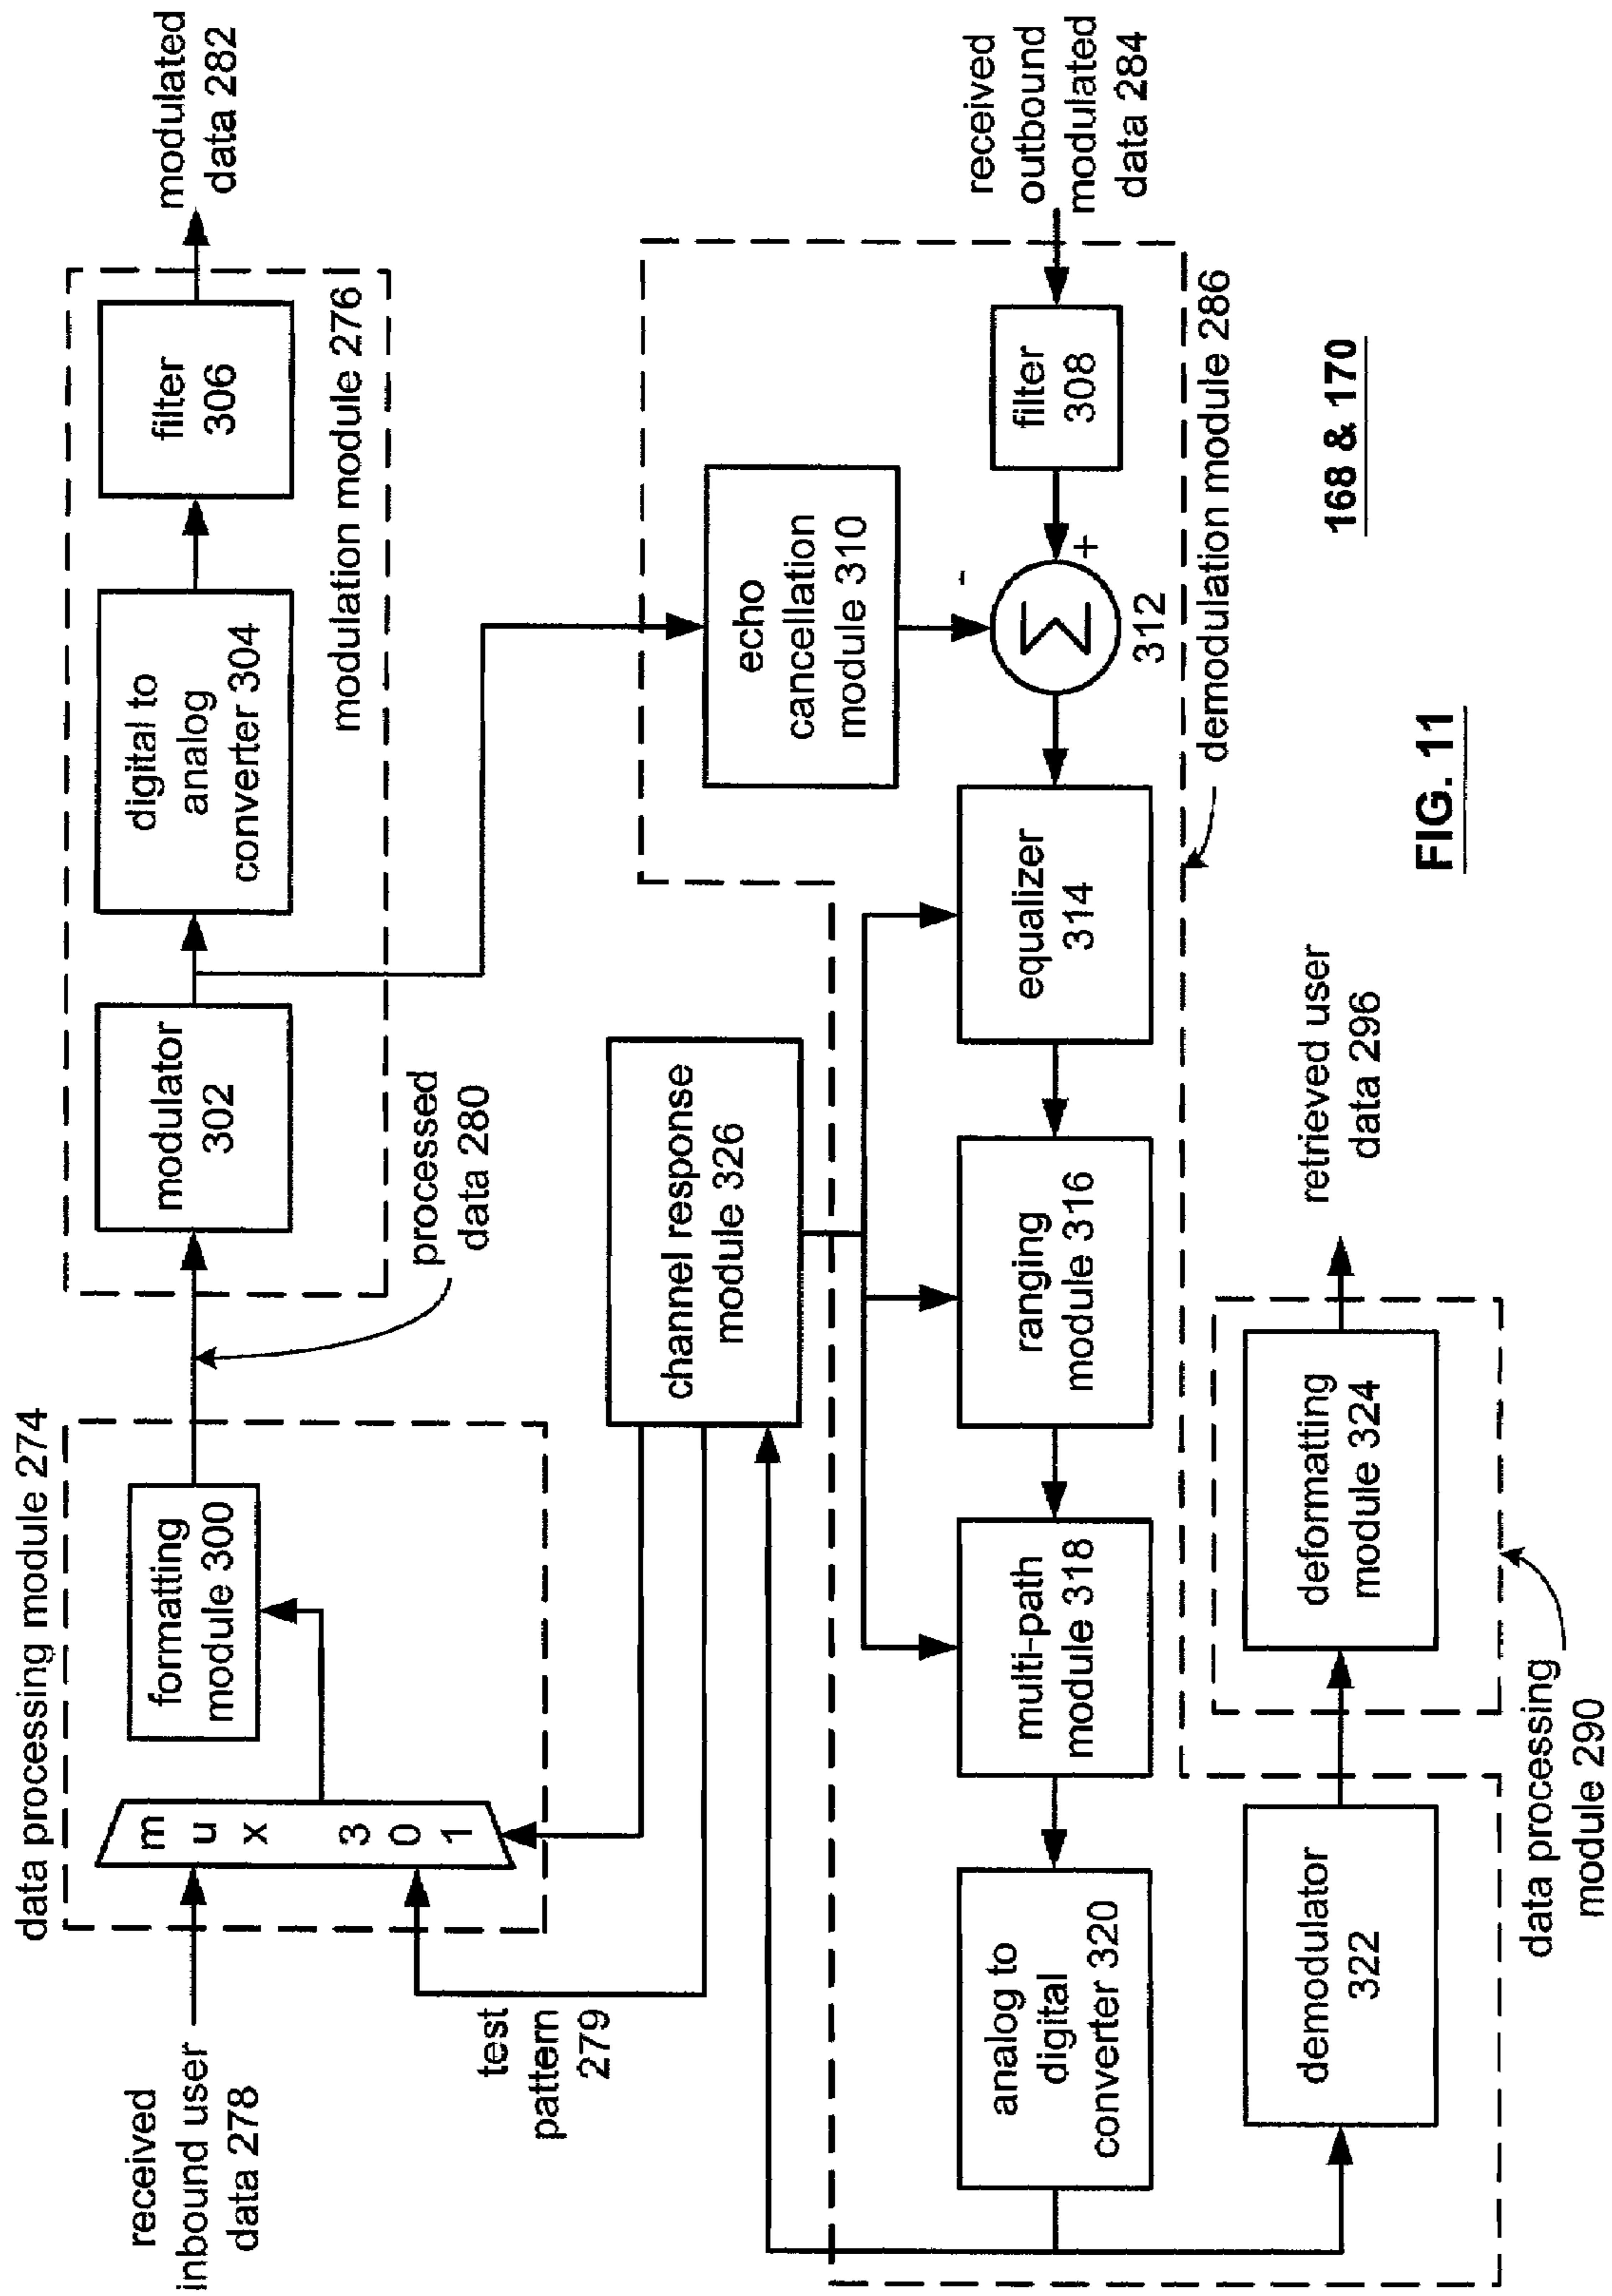 data processing module 274
received
inbound user
data 278
m
u
x
3
0
1
formatting
module 300
test
pattern
279
processed
data 280
modulator
302
digital to
analog
converter 304
filter
306
modulation module 276
modulated
data 282
channel response
module 326
echo
cancellation
module 310
-
+
Σ
312
filter
308
received
outbound
modulated
data 284
equalizer
314
ranging
module 316
multi-path
module 318
analog to
digital
converter 320
demodulation module 286
demodulator
322
deformatting
module 324
retrieved user
data 296
data processing
module 290
168 & 170
FIG. 11